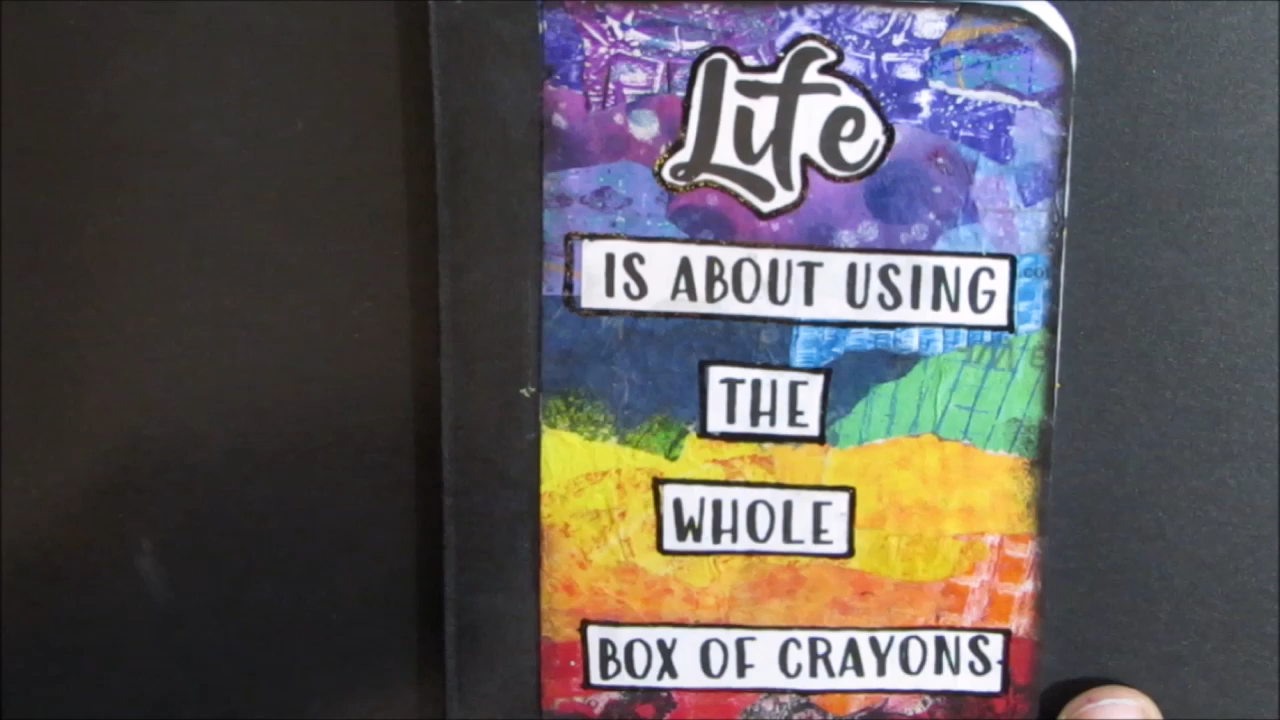 Life
IS ABOUT USING
THE
WHOLE
BOX OF CRAYONS.